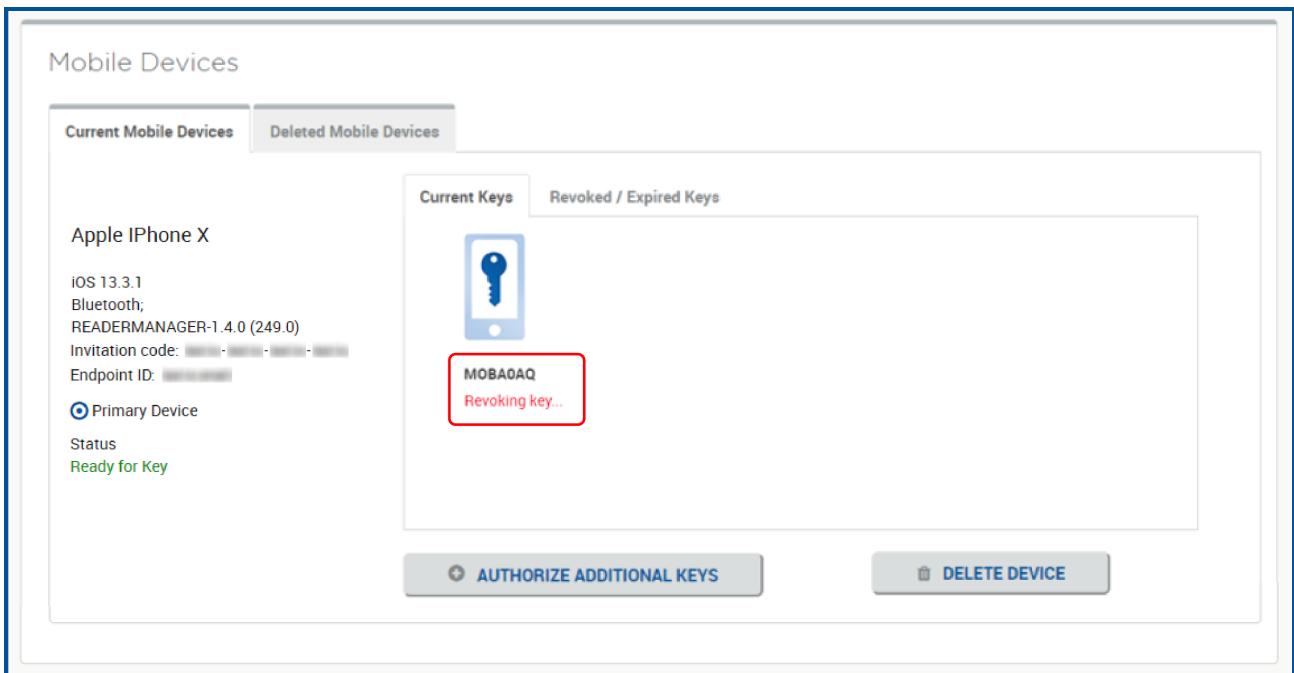 Mobile Devices
Current Mobile Devices
Deleted Mobile Devices
Current Keys
Revoked / Expired Keys
Apple IPhone X
iOS 13.3.1
Bluetooth;
READERMANAGER-1.4.0 (249.0)
Invitation code:
Endpoint ID:
Primary Device
Status
Ready for Key
MOBA0AQ
Revoking key...
AUTHORIZE ADDITIONAL KEYS
DELETE DEVICE